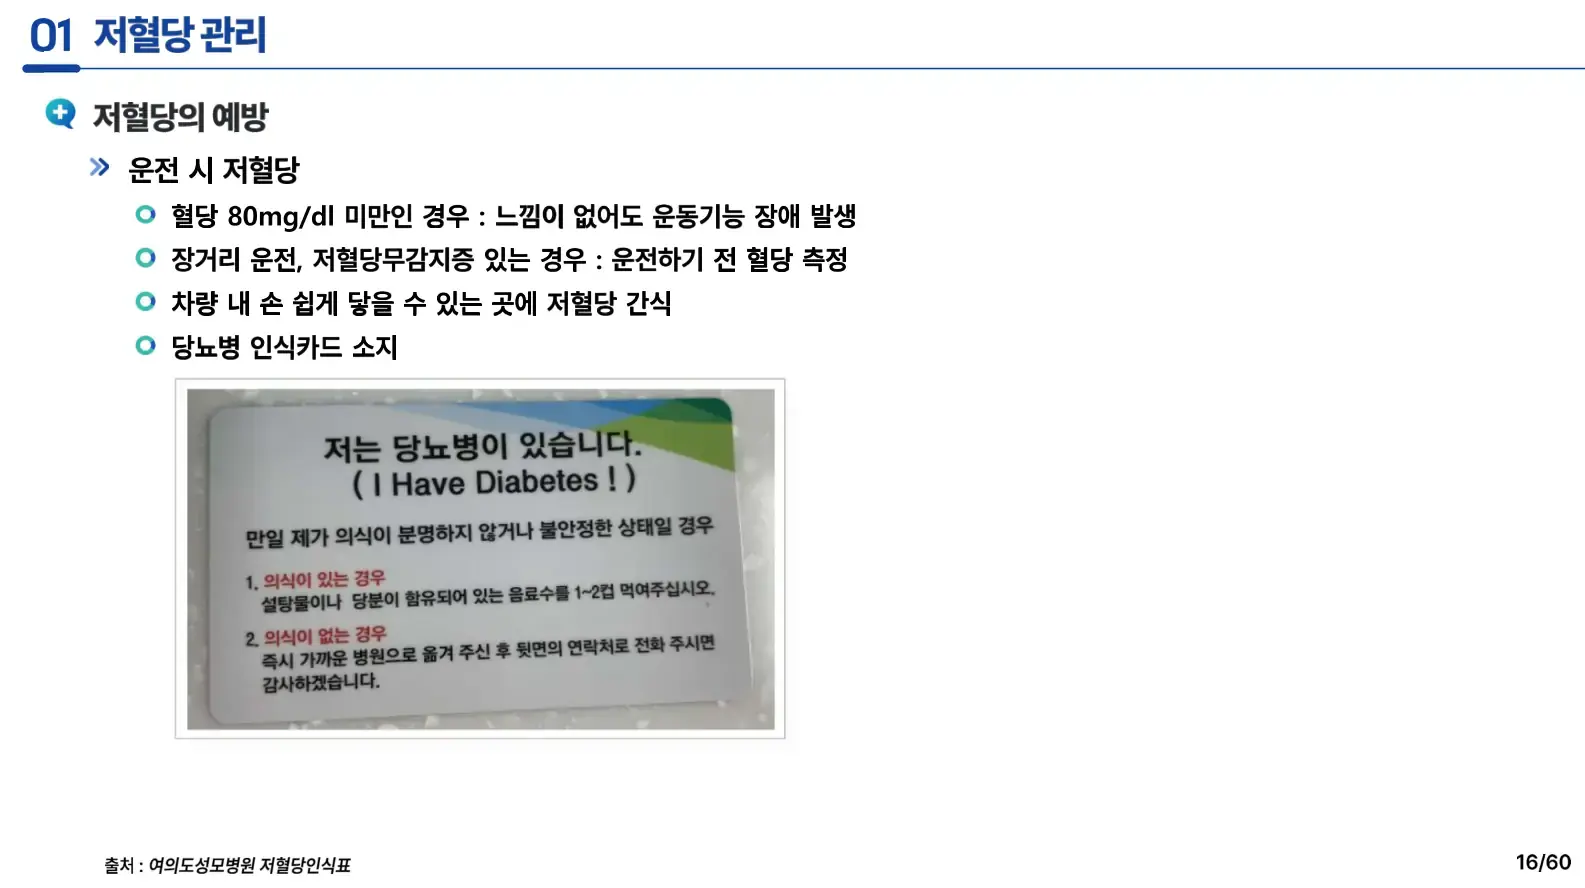 01 저혈당 관리
저혈당의 예방
운전 시 저혈당
혈당 80mg/dl 미만인 경우 : 느낌이 없어도 운동기능 장애 발생
장거리 운전, 저혈당무감지증 있는 경우 : 운전하기 전 혈당 측정
차량 내 손 쉽게 닿을 수 있는 곳에 저혈당 간식
당뇨병 인식카드 소지
저는 당뇨병이 있습니다.
( I Have Diabetes ! )
만일 제가 의식이 분명하지 않거나 불안정한 상태일 경우
1. 의식이 있는 경우
설탕물이나 당분이 함유되어 있는 음료수를 1~2컵 먹여주십시오.
2. 의식이 없는 경우
즉시 가까운 병원으로 옮겨 주신 후 뒷면의 연락처로 전화 주시면
감사하겠습니다.
출처 : 여의도성모병원 저혈당인식표
16/60